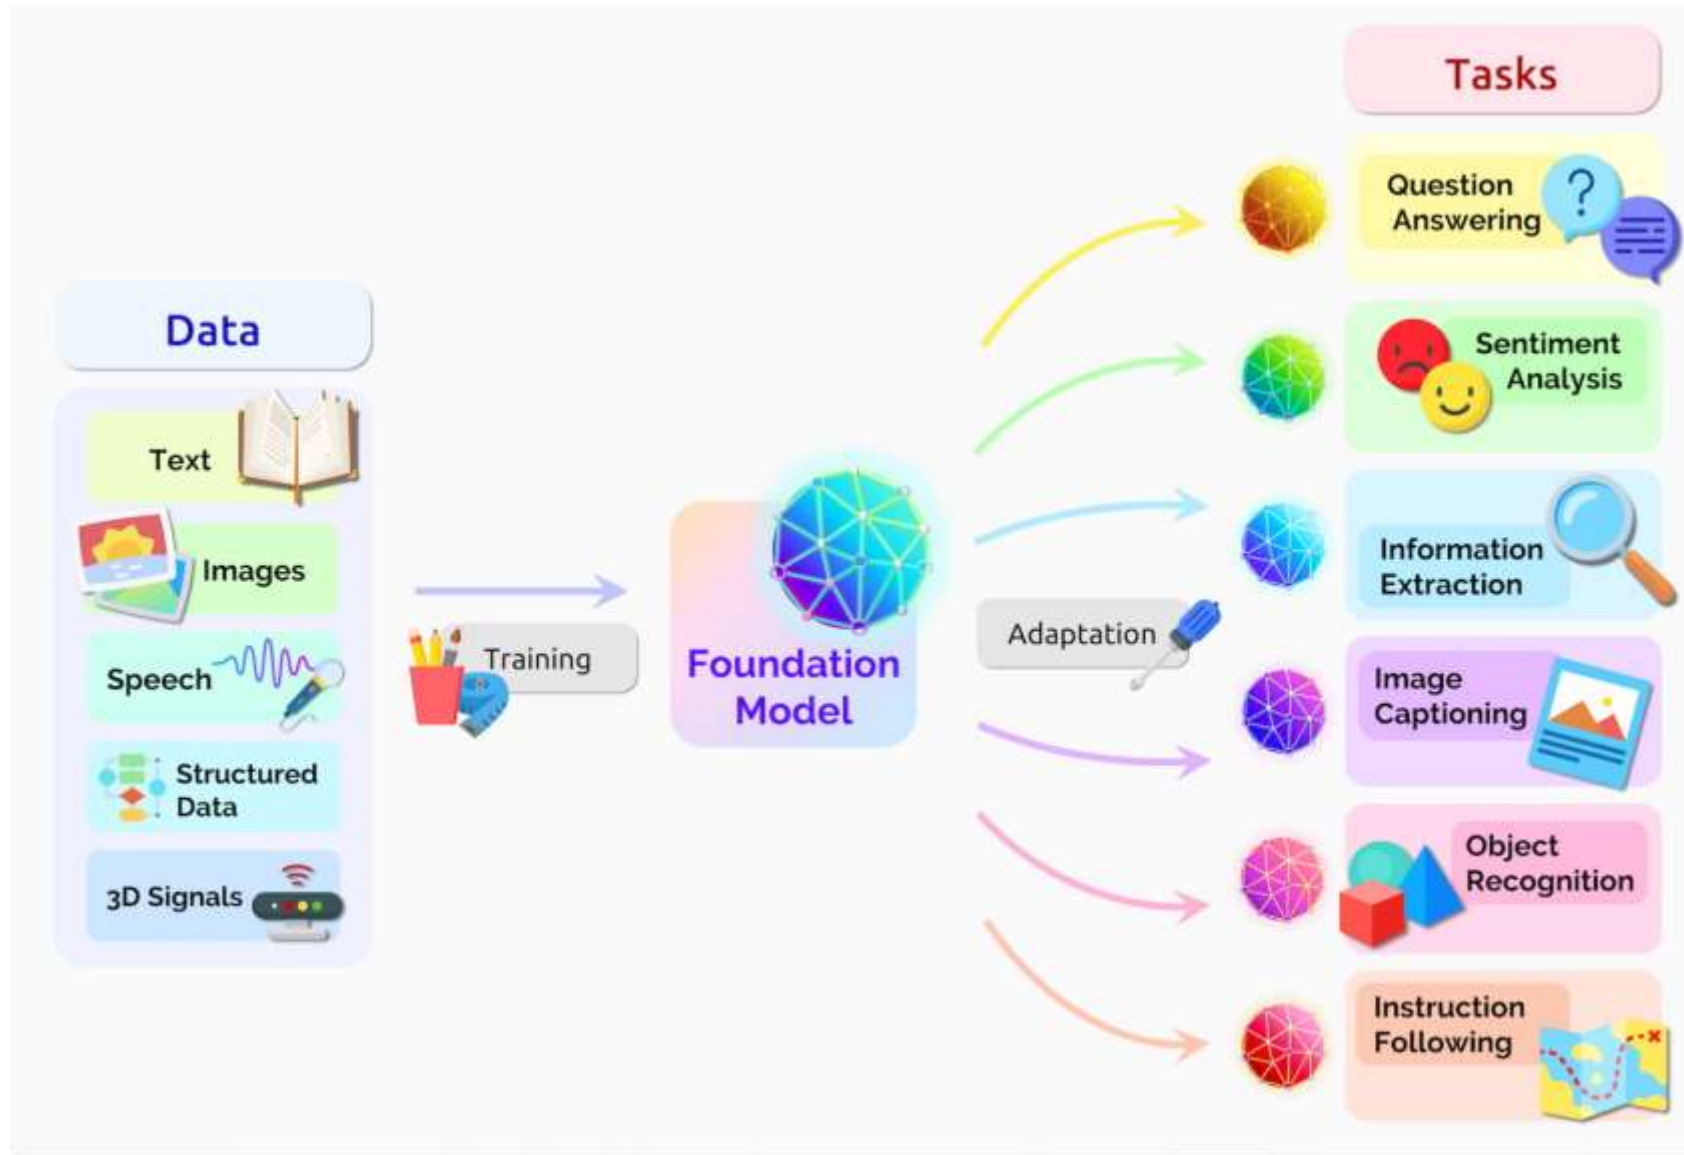 Data
Text
Images
Speech
Structured
Data
3D Signals
Training
Foundation
Model
Adaptation
Tasks
Question
Answering
?
Sentiment
Analysis
Information
Extraction
Image
Captioning
Object
Recognition
Instruction
Following